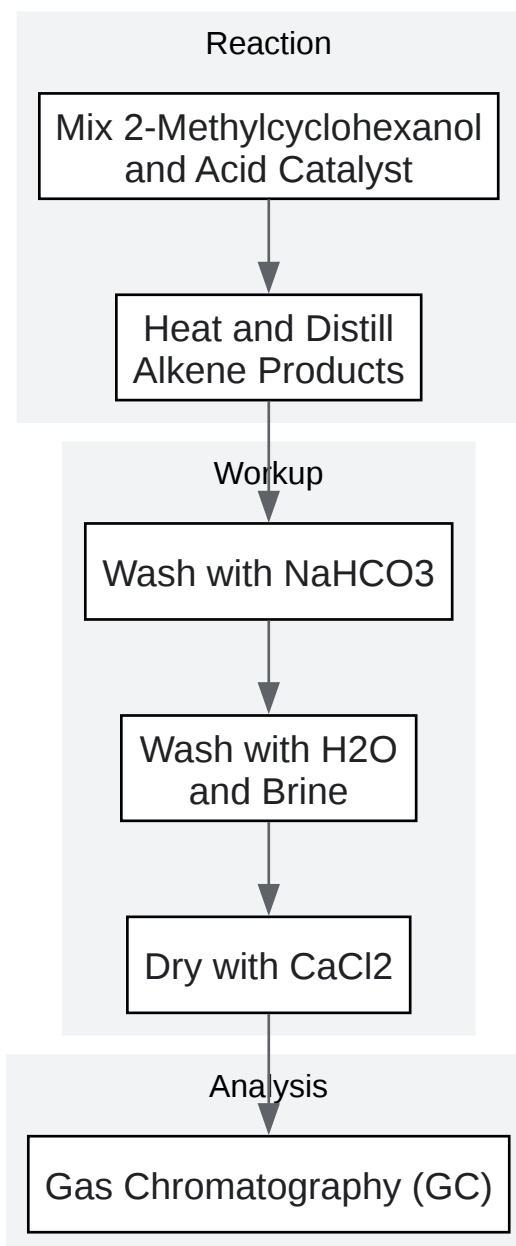 Reaction
Mix 2-Methylcyclohexanol
and Acid Catalyst
Heat and Distill
Alkene Products
Workup
Wash with NaHCO3
Wash with H2O
and Brine
Dry with CaCl2
Analysis
Gas Chromatography (GC)